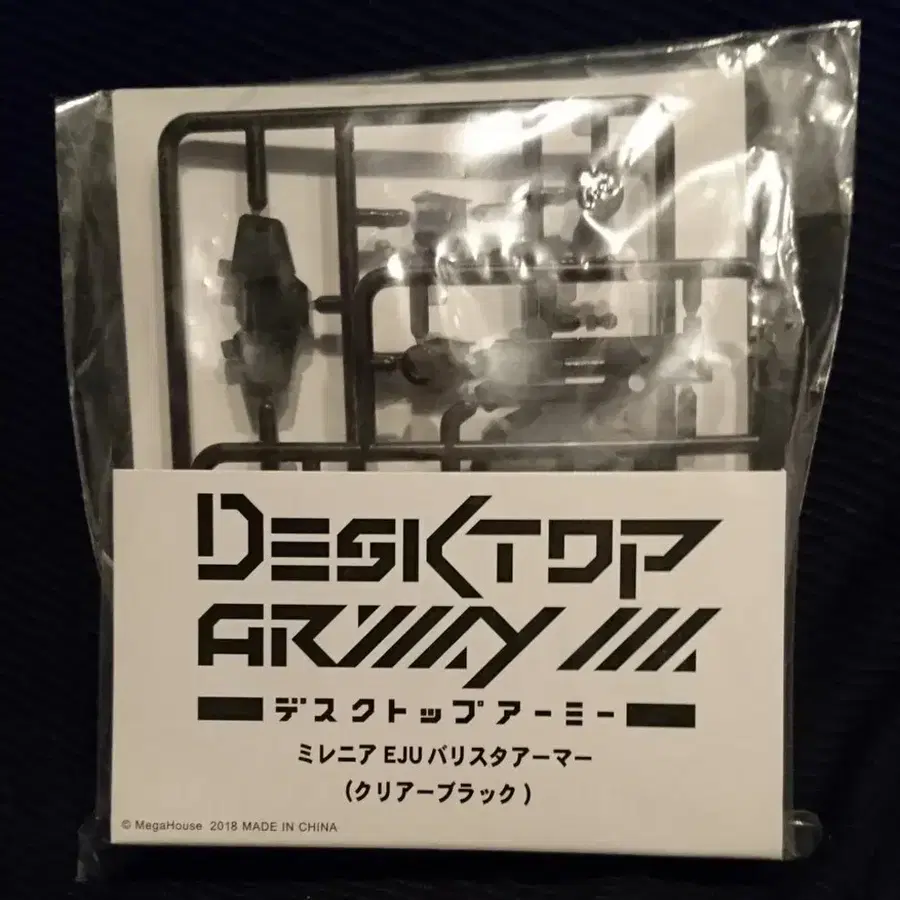 DESKTOP
ARMY
デスクトップアーミー
ミレニア EJU バリスタアーマー
(クリアーブラック)
© MegaHouse 2018 MADE IN CHINA